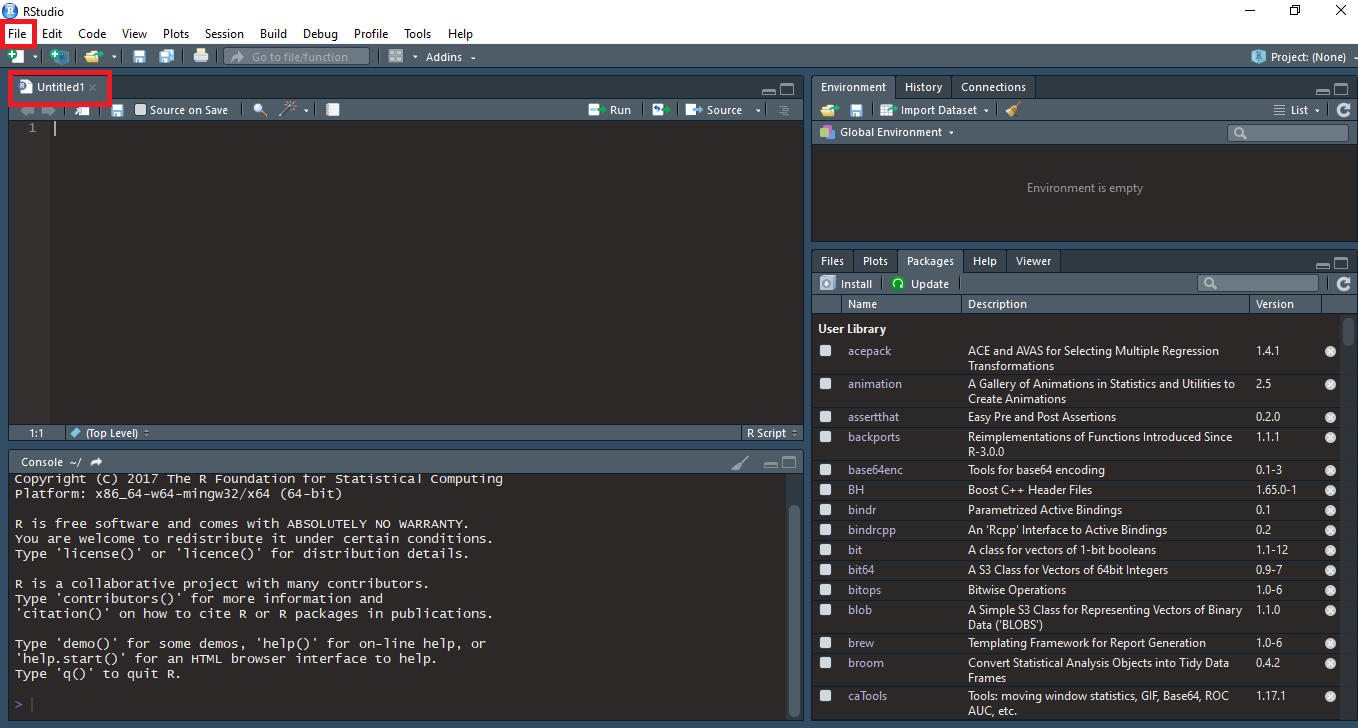 RStudio
File Edit Code View Plots Session Build Debug Profile Tools Help
Go to file/function Addins Project: (None)
Untitled1
Source on Save Run Source
1
1:1 (Top Level) R Script
Console ~/
Copyright (C) 2017 The R Foundation for Statistical Computing
Platform: x86_64-w64-mingw32/x64 (64-bit)
R is free software and comes with ABSOLUTELY NO WARRANTY.
You are welcome to redistribute it under certain conditions.
Type 'license()' or 'licence()' for distribution details.
R is a collaborative project with many contributors.
Type 'contributors()' for more information and
'citation()' on how to cite R or R packages in publications.
Type 'demo()' for some demos, 'help()' for on-line help, or
'help.start()' for an HTML browser interface to help.
Type 'q()' to quit R.
>
Environment History Connections
Import Dataset List
Global Environment
Environment is empty
Files Plots Packages Help Viewer
Install Update
Name Description Version
User Library
acepack ACE and AVAS for Selecting Multiple Regression 1.4.1
Transformations
animation A Gallery of Animations in Statistics and Utilities to 2.5
Create Animations
assertthat Easy Pre and Post Assertions 0.2.0
backports Reimplementations of Functions Introduced Since 1.1.1
R-3.0.0
base64enc Tools for base64 encoding 0.1-3
BH Boost C++ Header Files 1.65.0-1
bindr Parametrized Active Bindings 0.1
bindrcpp An 'Rcpp' Interface to Active Bindings 0.2
bit A class for vectors of 1-bit booleans 1.1-12
bit64 A S3 Class for Vectors of 64bit Integers 0.9-7
bitops Bitwise Operations 1.0-6
blob A Simple S3 Class for Representing Vectors of Binary 1.1.0
Data ('BLOBS')
brew Templating Framework for Report Generation 1.0-6
broom Convert Statistical Analysis Objects into Tidy Data 0.4.2
Frames
caTools Tools: moving window statistics, GIF, Base64, ROC 1.17.1
AUC, etc.